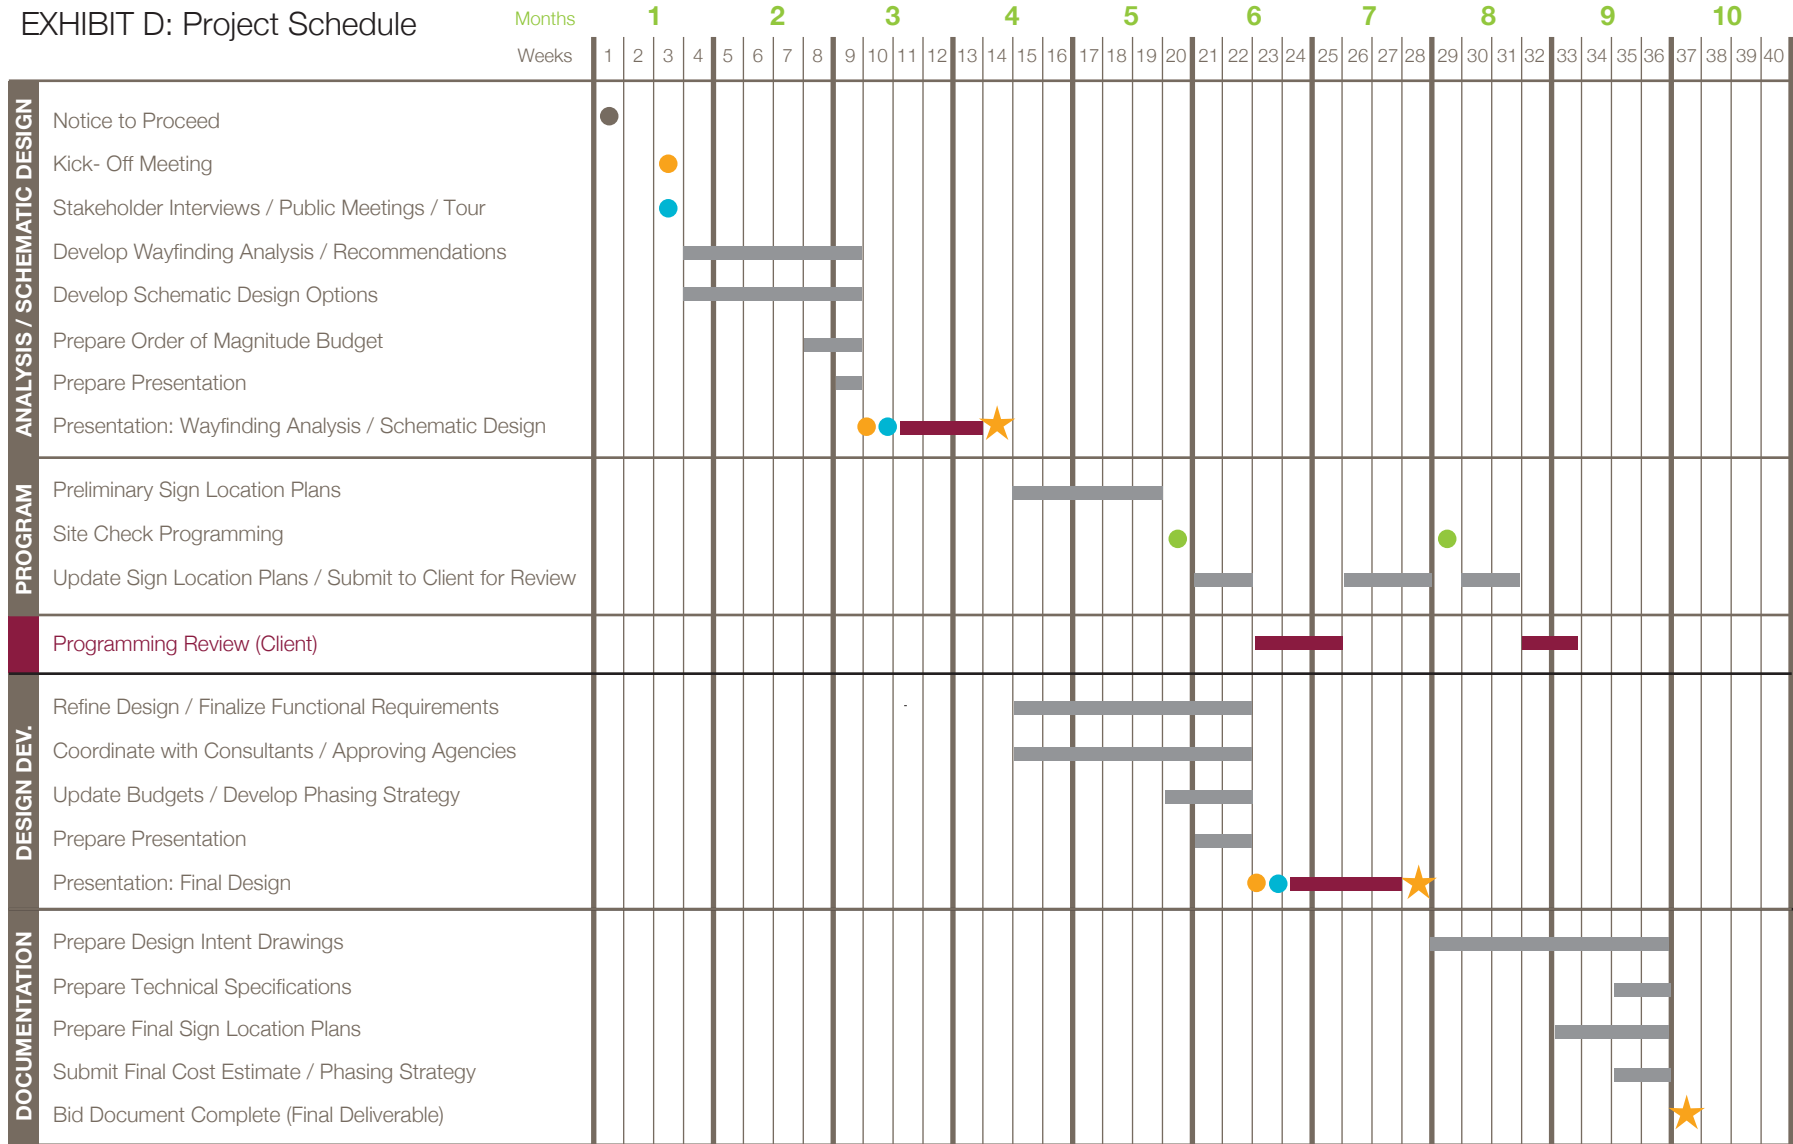 EXHIBIT D: Project Schedule
Months 1 2 3 4 5 6 7 8 9 10
Weeks 1 2 3 4 5 6 7 8 9 10 11 12 13 14 15 16 17 18 19 20 21 22 23 24 25 26 27 28 29 30 31 32 33 34 35 36 37 38 39 40
ANALYSIS / SCHEMATIC DESIGN
Notice to Proceed
Kick- Off Meeting
Stakeholder Interviews / Public Meetings / Tour
Develop Wayfinding Analysis / Recommendations
Develop Schematic Design Options
Prepare Order of Magnitude Budget
Prepare Presentation
Presentation: Wayfinding Analysis / Schematic Design
PROGRAM
Preliminary Sign Location Plans
Site Check Programming
Update Sign Location Plans / Submit to Client for Review
Programming Review (Client)
DESIGN DEV.
Refine Design / Finalize Functional Requirements
Coordinate with Consultants / Approving Agencies
Update Budgets / Develop Phasing Strategy
Prepare Presentation
Presentation: Final Design
DOCUMENTATION
Prepare Design Intent Drawings
Prepare Technical Specifications
Prepare Final Sign Location Plans
Submit Final Cost Estimate / Phasing Strategy
Bid Document Complete (Final Deliverable)